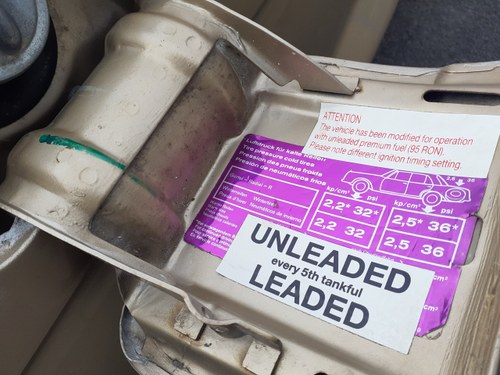 ATTENTION
The vehicle has been modified for operation
with unleaded premium fuel (95 RON).
Please note different ignition timing setting.
Luftdruck für kalte Reifen
Tire pressure cold tires
Pression des pneus froids
Presión de neumáticos fríos
kp/cm² psi
kp/cm² psi
2,2* 32*
2,5* 36*
2,2 32
2,5 36
UNLEADED
every 5th tankful
LEADED